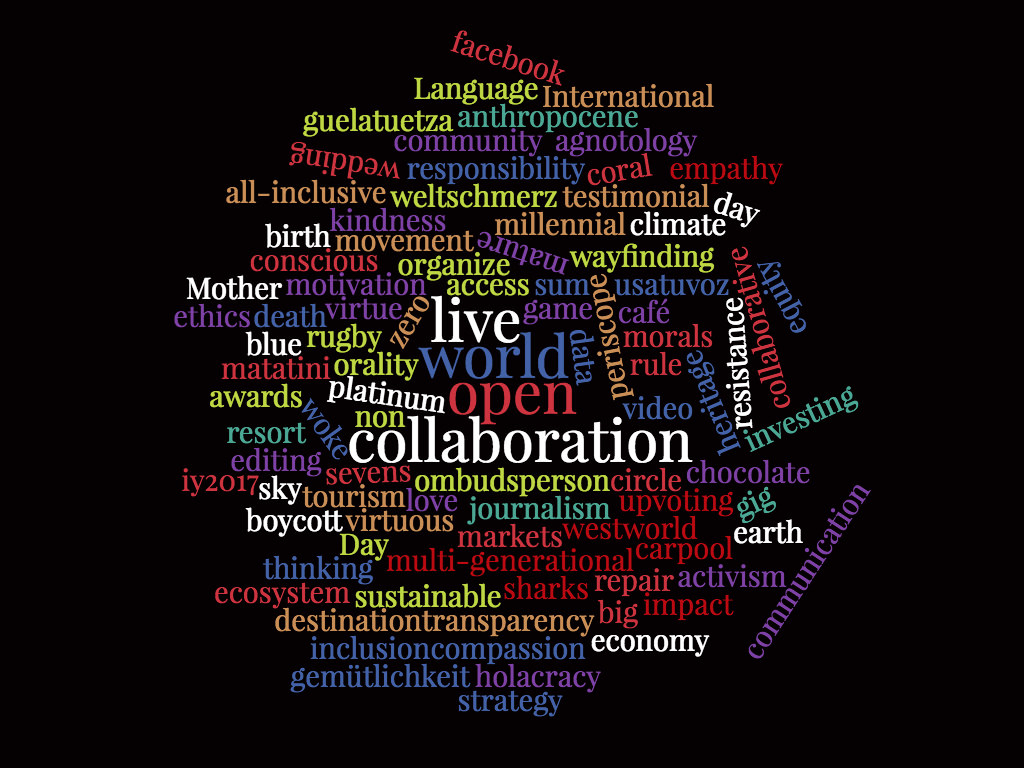 facebook
Language International
guelatuetza anthropocene
community agnotology
wedding responsibility coral empathy
all-inclusive weltschmerz testimonial day
kindness millennial climate
birth movement mature wayfinding
conscious organize collaborative equity
Mother motivation access sum periscope usatuvoz
ethics death virtue zero live game café resistance
blue rugby world data morals
matatini orality rule heritage
awards platinum open video investing
woke non
resort collaboration
editing sevens ombudsperson circle chocolate
iy2017 sky tourism love journalism upvoting gig communication
boycott virtuous markets westworld earth
Day multi-generational carpool
thinking sharks repair activism
ecosystem sustainable big impact
destination transparency
inclusion compassion economy
gemütlichkeit holacracy
strategy